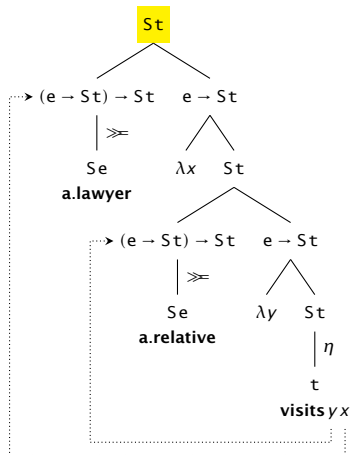 St
(e → St) → St e → St
⋙=
Se λx St
a.lawyer
(e → St) → St e → St
⋙=
Se λy St
a.relative
η
t
visits y x